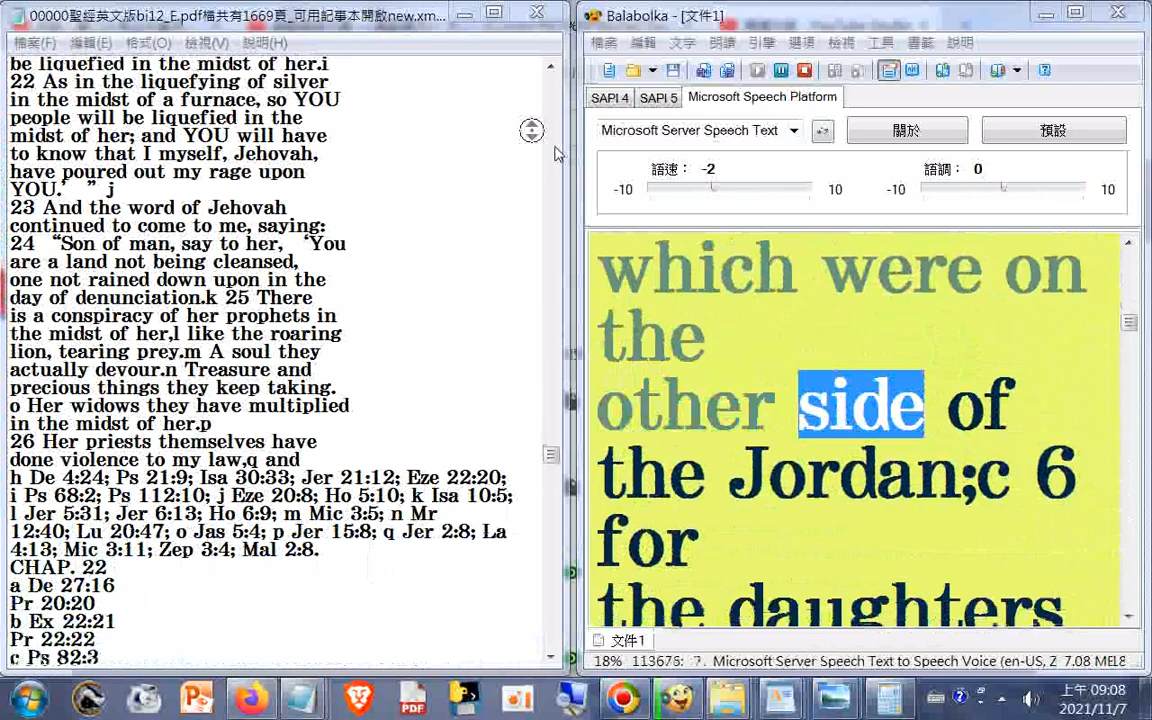 00000聖經英文版bi12_E.pdf檔共有1669頁_可用記事本開啟new.xm...
檔案(F) 編輯(E) 格式(O) 檢視(V) 說明(H)
be liquefied in the midst of her.i
22 As in the liquefying of silver
in the midst of a furnace, so YOU
people will be liquefied in the
midst of her; and YOU will have
to know that I myself, Jehovah,
have poured out my rage upon
YOU.’ ” j
23 And the word of Jehovah
continued to come to me, saying:
24 “Son of man, say to her, ‘You
are a land not being cleansed,
one not rained down upon in the
day of denunciation.k 25 There
is a conspiracy of her prophets in
the midst of her,l like the roaring
lion, tearing prey.m A soul they
actually devour.n Treasure and
precious things they keep taking.
o Her widows they have multiplied
in the midst of her.p
26 Her priests themselves have
done violence to my law,q and
h De 4:24; Ps 21:9; Isa 30:33; Jer 21:12; Eze 22:20;
i Ps 68:2; Ps 112:10; j Eze 20:8; Ho 5:10; k Isa 10:5;
l Jer 5:31; Jer 6:13; Ho 6:9; m Mic 3:5; n Mr
12:40; Lu 20:47; o Jas 5:4; p Jer 15:8; q Jer 2:8; La
4:13; Mic 3:11; Zep 3:4; Mal 2:8.
CHAP. 22
a De 27:16
Pr 20:20
b Ex 22:21
Pr 22:22
c Ps 82:3
Balabolka - [文件1]
檔案 編輯 文字 朗讀 引擎 選項 檢視 工具 書籤 說明
SAPI 4 SAPI 5 Microsoft Speech Platform
Microsoft Server Speech Text 關於 預設
語速: -2 語調: 0
-10 10 -10 10
which were on
the
other side of
the Jordan;c 6
for
the daughters
文件1
18% Microsoft Server Speech Text to Speech Voice (en-US, Z 7.08
上午 09:08
2021/11/7